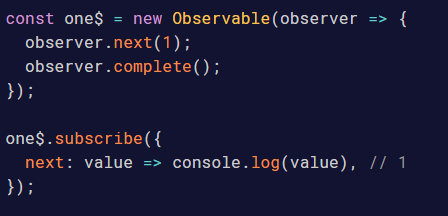 const one$ = new Observable(observer => {
  observer.next(1);
  observer.complete();
});

one$.subscribe({
  next: value => console.log(value), // 1
});